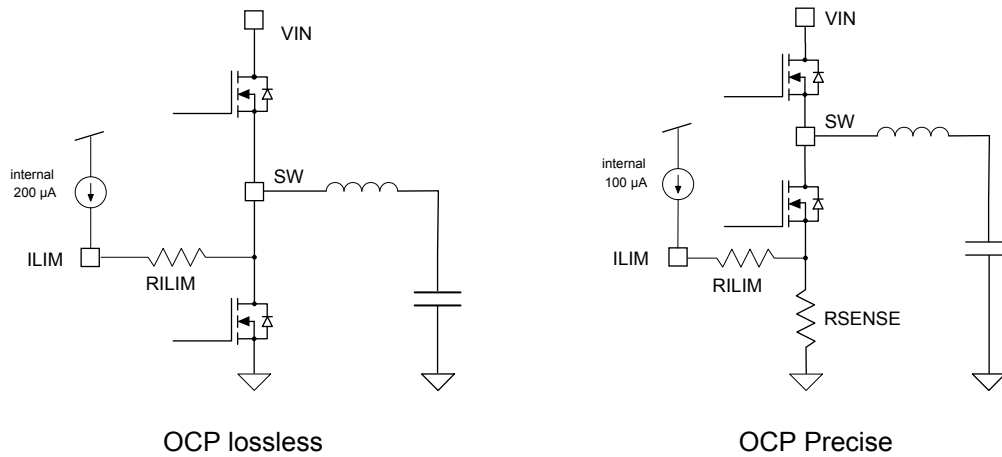 VIN
SW
internal
200 µA
ILIM
RILIM
OCP lossless
VIN
SW
internal
100 µA
ILIM
RILIM
RSENSE
OCP Precise